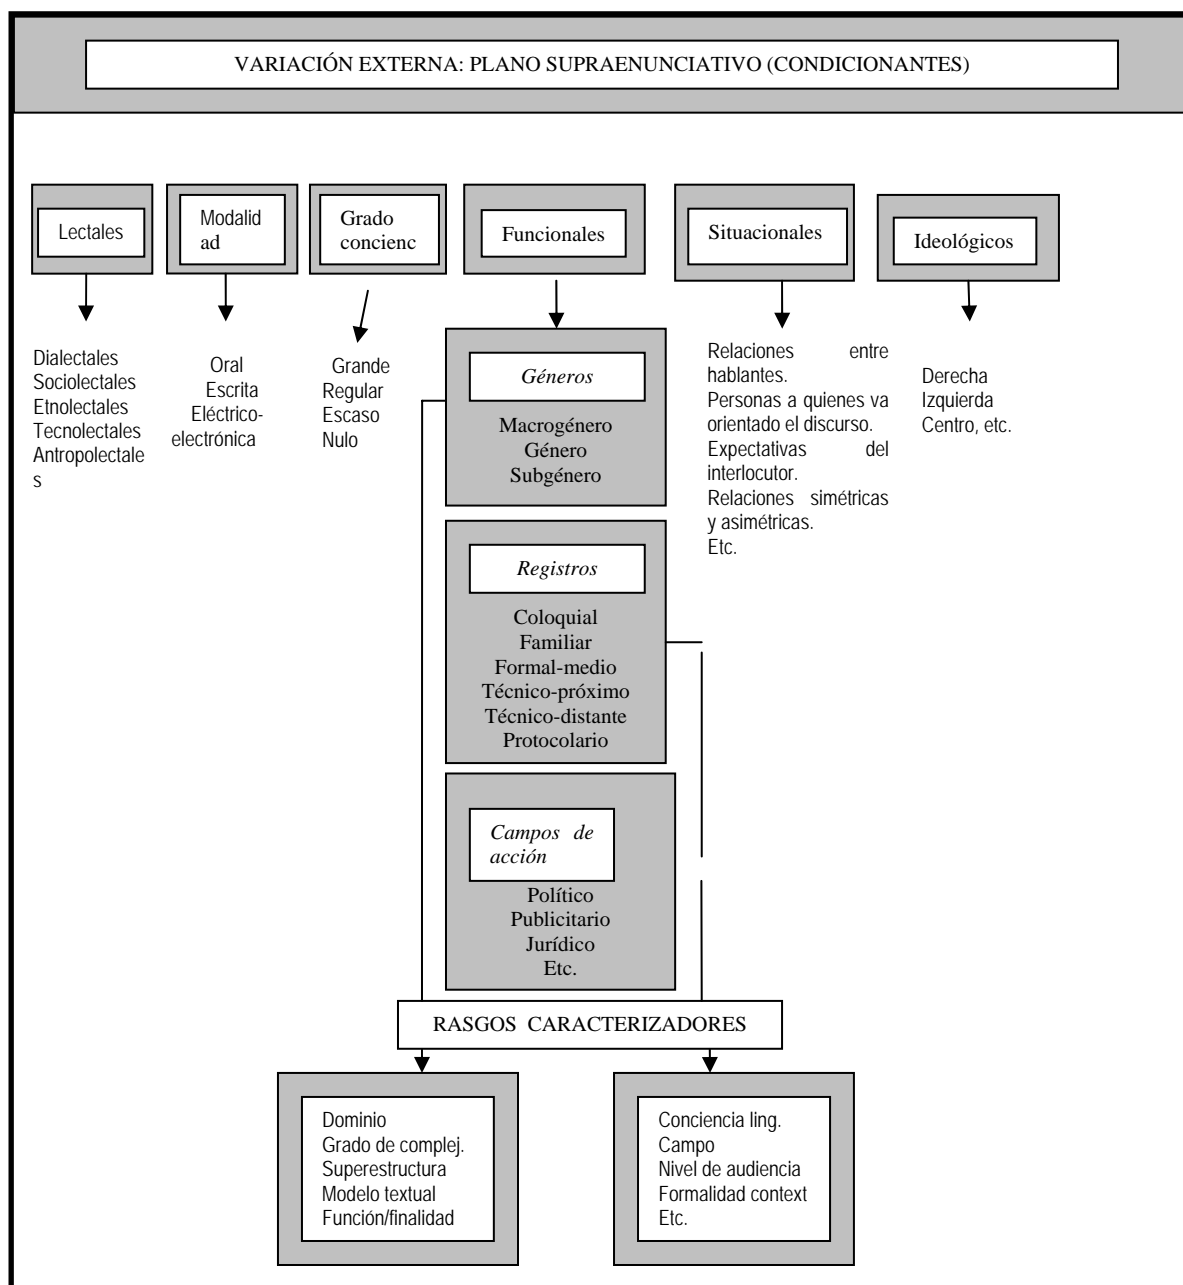 VARIACIÓN EXTERNA: PLANO SUPRAENUNCIATIVO (CONDICIONANTES)
Lectales
Modalid
ad
Grado
concienc
Funcionales
Situacionales
Ideológicos
Dialectales
Sociolectales
Etnolectales
Tecnolectales
Antropolectale
s
Oral
Escrita
Eléctrico-
electrónica
Grande
Regular
Escaso
Nulo
Géneros
Macrogénero
Género
Subgénero
Relaciones entre
hablantes.
Personas a quienes va
orientado el discurso.
Expectativas del
interlocutor.
Relaciones simétricas
y asimétricas.
Etc.
Derecha
Izquierda
Centro, etc.
Registros
Coloquial
Familiar
Formal-medio
Técnico-próximo
Técnico-distante
Protocolario
Campos de
acción
Político
Publicitario
Jurídico
Etc.
RASGOS CARACTERIZADORES
Dominio
Grado de complej.
Superestructura
Modelo textual
Función/finalidad
Conciencia ling.
Campo
Nivel de audiencia
Formalidad context
Etc.